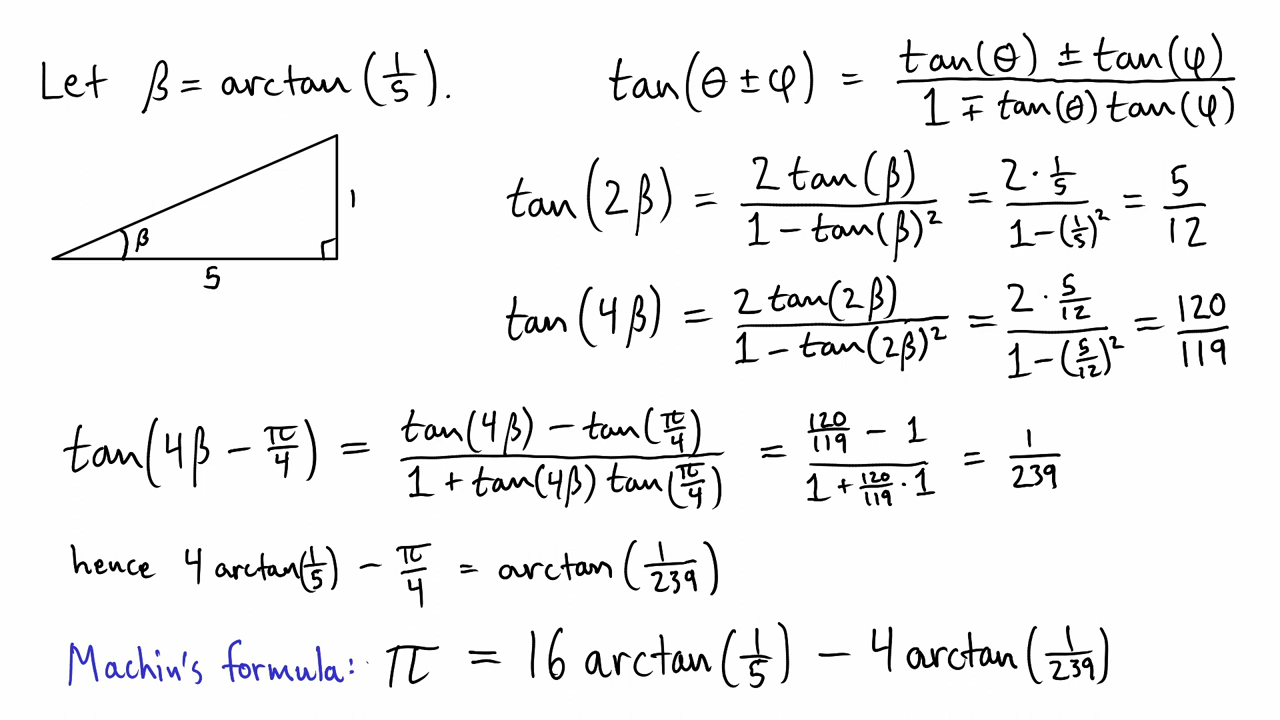 Let β = arctan(1/5).
tan(θ ± φ) = (tan(θ) ± tan(φ))/(1 ∓ tan(θ) tan(φ))
1
β
5
tan(2β) = (2 tan(β))/(1 − tan(β)²) = (2 · 1/5)/(1 − (1/5)²) = 5/12
tan(4β) = (2 tan(2β))/(1 − tan(2β)²) = (2 · 5/12)/(1 − (5/12)²) = 120/119
tan(4β − π/4) = (tan(4β) − tan(π/4))/(1 + tan(4β) tan(π/4)) = (120/119 − 1)/(1 + 120/119 · 1) = 1/239
hence 4 arctan(1/5) − π/4 = arctan(1/239)
Machin's formula: π = 16 arctan(1/5) − 4 arctan(1/239)